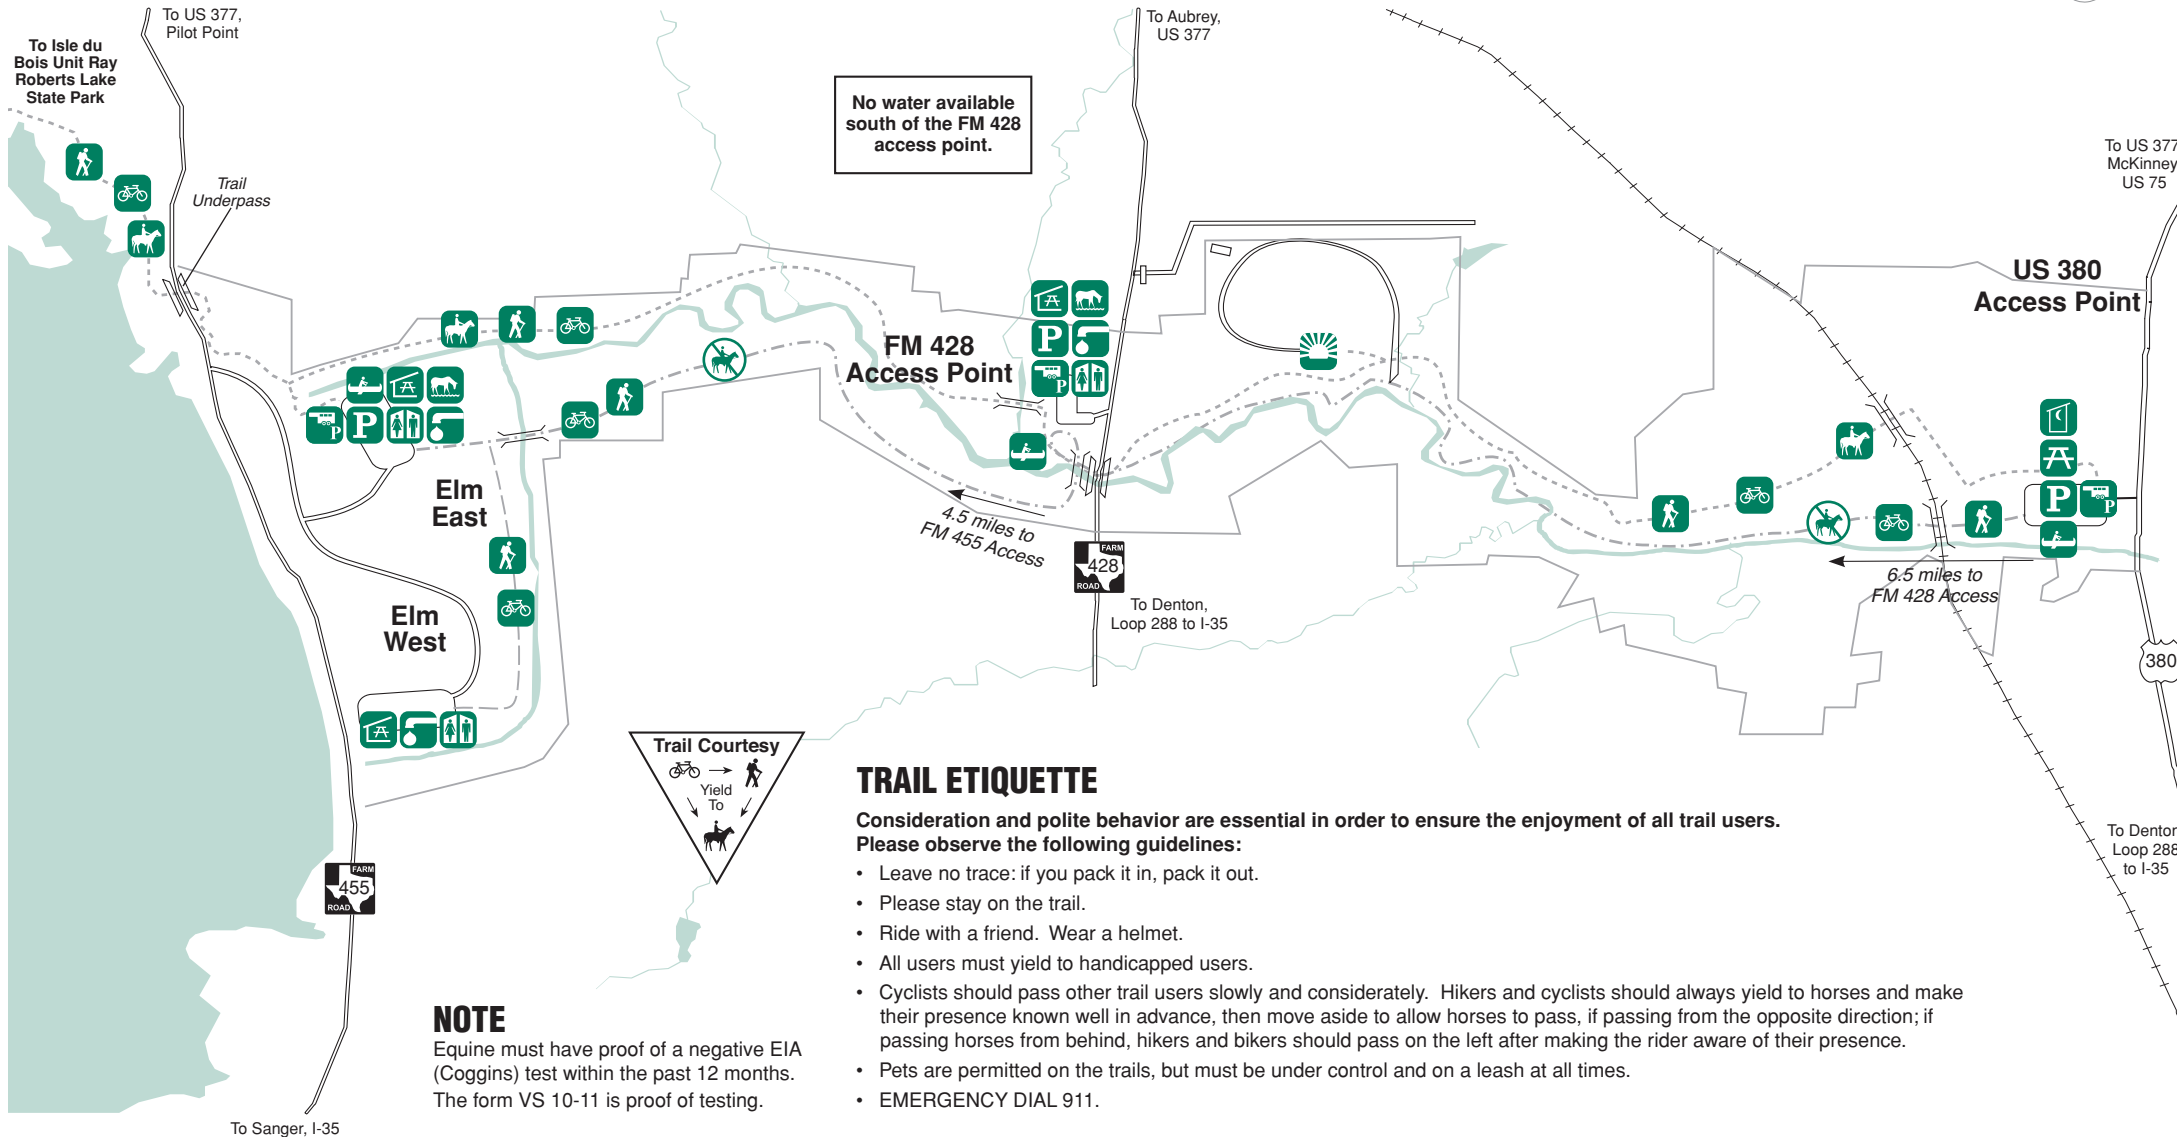 To US 377,
Pilot Point
To Isle du
Bois Unit Ray
Roberts Lake
State Park
Trail
Underpass
No water available
south of the FM 428
access point.
To Aubrey,
US 377
To US 377
McKinney
US 75
US 380
Access Point
FM 428
Access Point
P
P
P
P
P
P
Elm
East
Elm
West
4.5 miles to
FM 455 Access
FARM
428
ROAD
To Denton,
Loop 288 to I-35
6.5 miles to
FM 428 Access
380
To Denton
Loop 288
to I-35
Trail Courtesy
Yield
To
FARM
455
ROAD
To Sanger, I-35
NOTE
Equine must have proof of a negative EIA
(Coggins) test within the past 12 months.
The form VS 10-11 is proof of testing.
TRAIL ETIQUETTE
Consideration and polite behavior are essential in order to ensure the enjoyment of all trail users.
Please observe the following guidelines:
• Leave no trace: if you pack it in, pack it out.
• Please stay on the trail.
• Ride with a friend. Wear a helmet.
• All users must yield to handicapped users.
• Cyclists should pass other trail users slowly and considerately. Hikers and cyclists should always yield to horses and make
their presence known well in advance, then move aside to allow horses to pass, if passing from the opposite direction; if
passing horses from behind, hikers and bikers should pass on the left after making the rider aware of their presence.
• Pets are permitted on the trails, but must be under control and on a leash at all times.
• EMERGENCY DIAL 911.